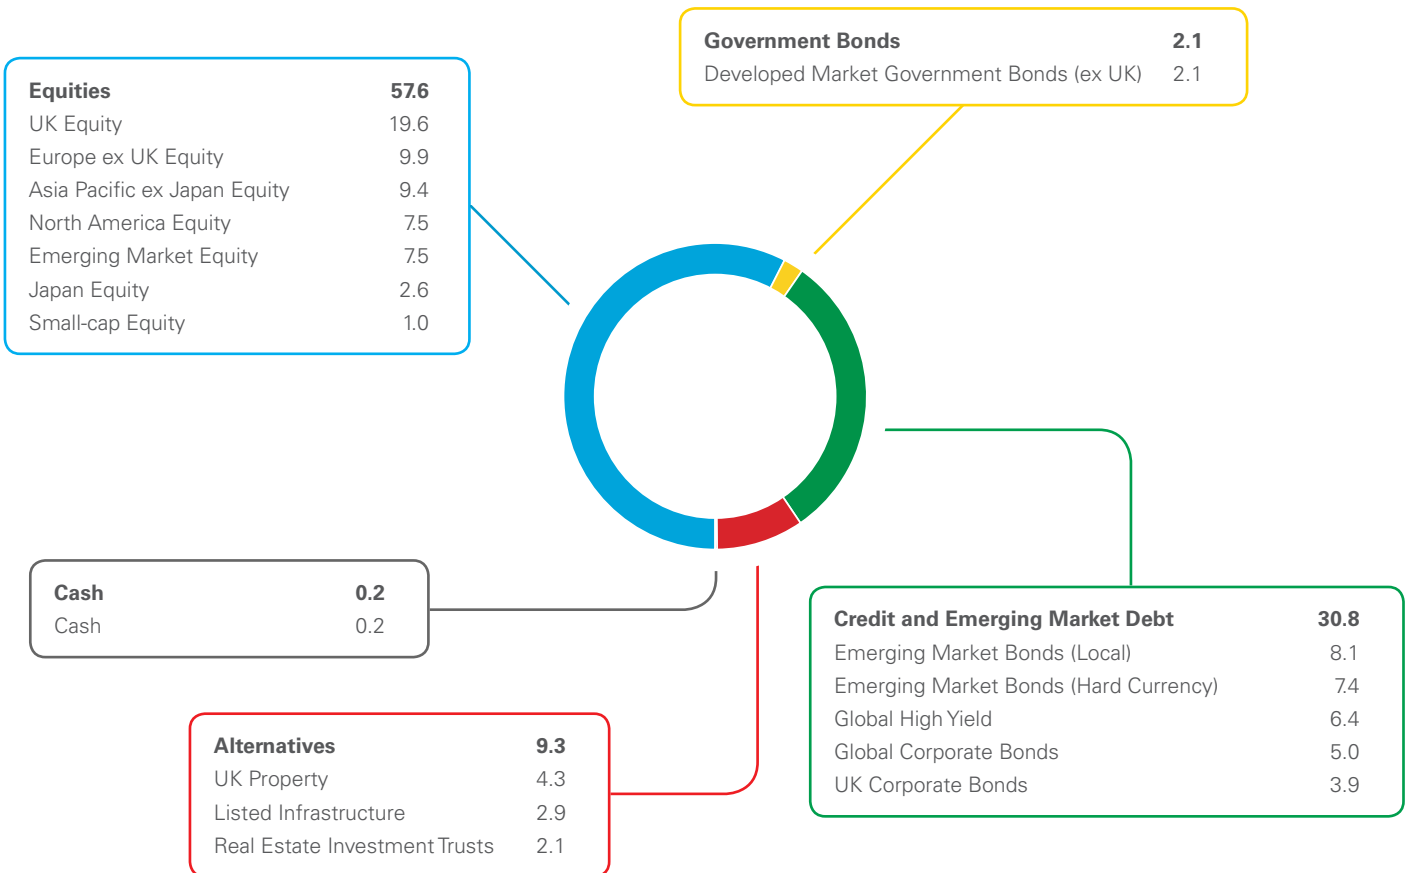 Government Bonds 2.1
Developed Market Government Bonds (ex UK) 2.1
Equities 57.6
UK Equity 19.6
Europe ex UK Equity 9.9
Asia Pacific ex Japan Equity 9.4
North America Equity 7.5
Emerging Market Equity 7.5
Japan Equity 2.6
Small-cap Equity 1.0
Cash 0.2
Cash 0.2
Credit and Emerging Market Debt 30.8
Emerging Market Bonds (Local) 8.1
Emerging Market Bonds (Hard Currency) 7.4
Global High Yield 6.4
Global Corporate Bonds 5.0
UK Corporate Bonds 3.9
Alternatives 9.3
UK Property 4.3
Listed Infrastructure 2.9
Real Estate Investment Trusts 2.1